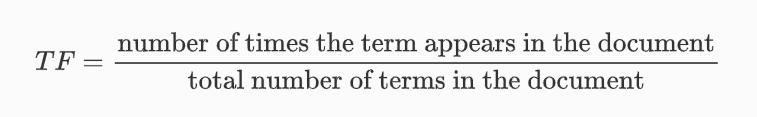 TF = number of times the term appears in the document
total number of terms in the document